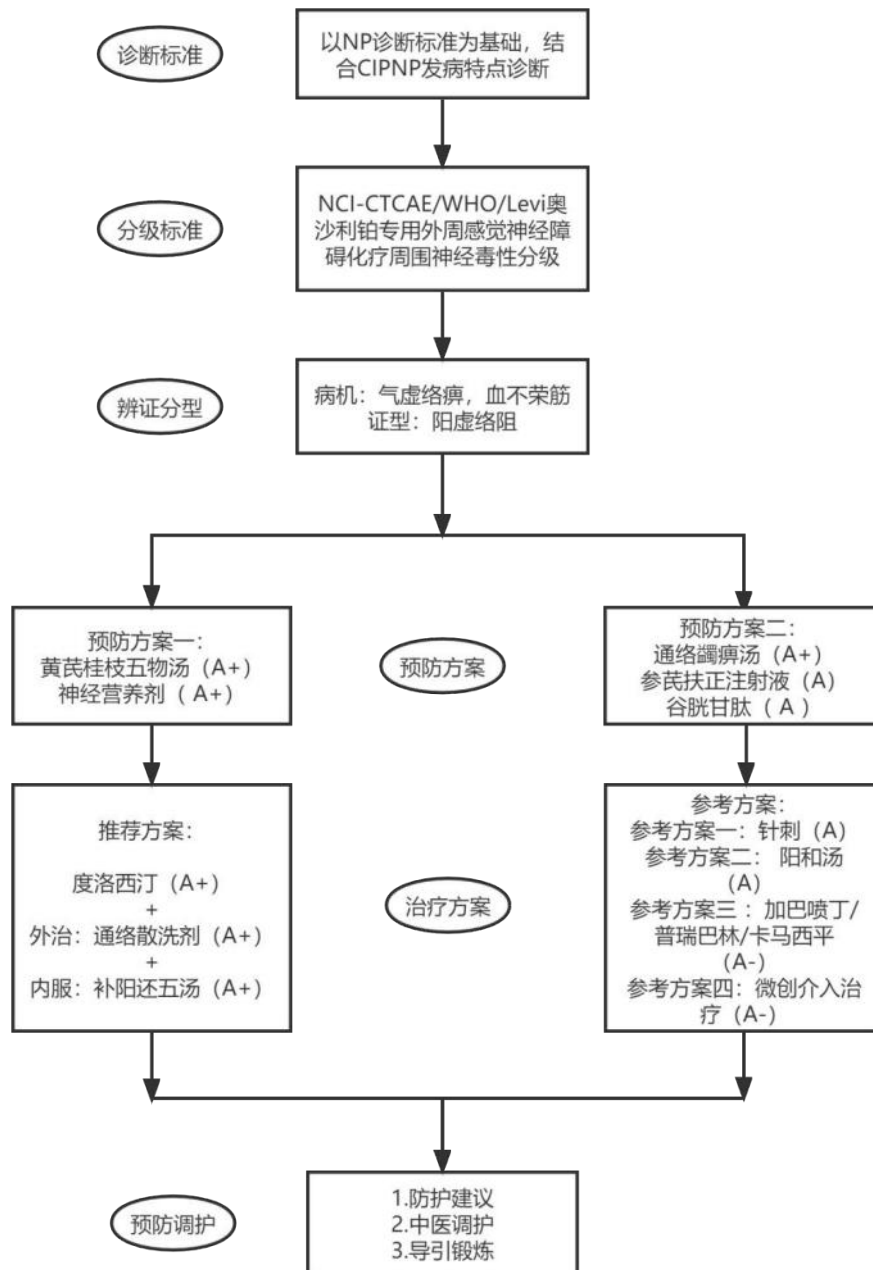 诊断标准
以NP诊断标准为基础，结
合CIPNP发病特点诊断
分级标准
NCI-CTCAE/WHO/Levi奥
沙利铂专用外周感觉神经障
碍化疗周围神经毒性分级
辨证分型
病机：气虚络痹，血不荣筋
证型：阳虚络阻
预防方案一：
黄芪桂枝五物汤（A+）
神经营养剂（ A+）
预防方案
预防方案二：
通络蠲痹汤（A+）
参芪扶正注射液（A）
谷胱甘肽（ A ）
推荐方案：
度洛西汀（A+）
+
外治：通络散洗剂（A+）
+
内服：补阳还五汤（A+）
治疗方案
参考方案：
参考方案一：针刺（A）
参考方案二： 阳和汤
（A）
参考方案三 ：加巴喷丁/
普瑞巴林/卡马西平
（A-）
参考方案四：微创介入治
疗（A-）
预防调护
1.防护建议
2.中医调护
3.导引锻炼